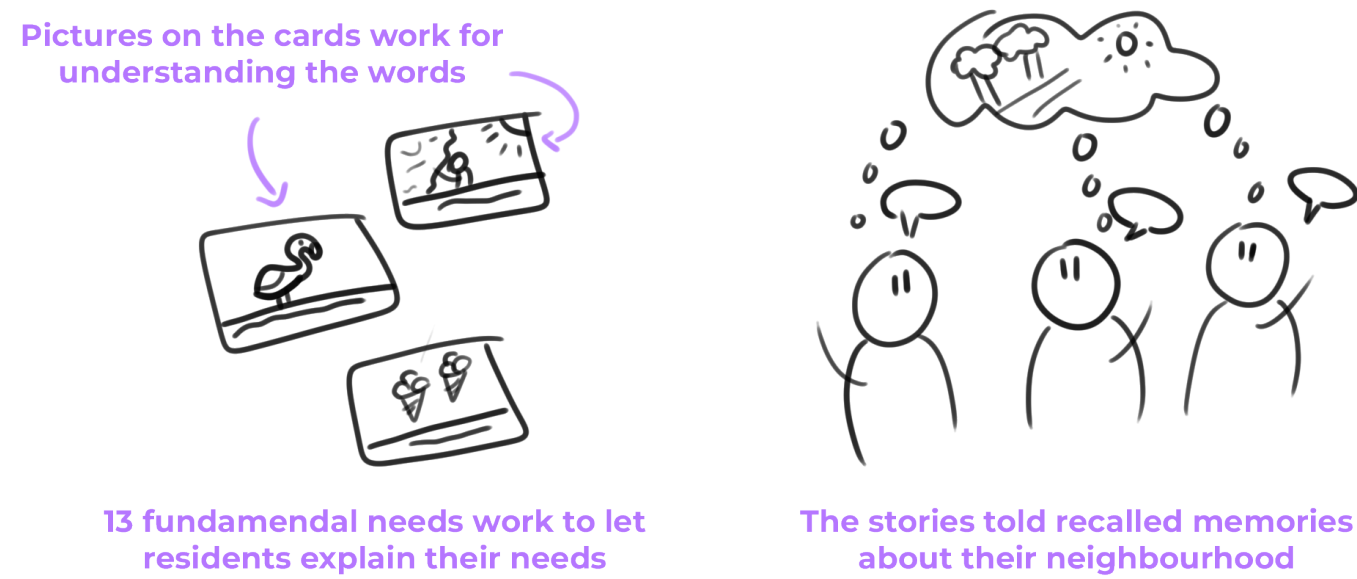 Pictures on the cards work for
understanding the words
13 fundamendal needs work to let
residents explain their needs
The stories told recalled memories
about their neighbourhood